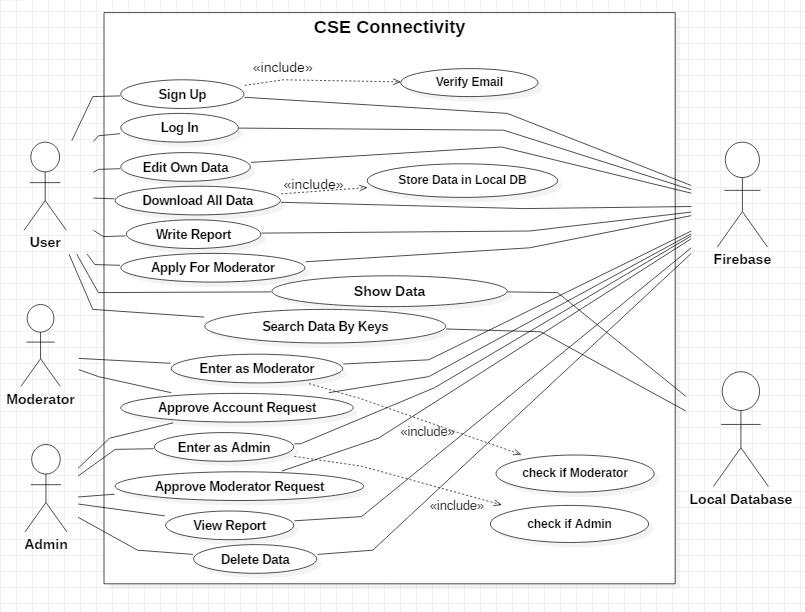 CSE Connectivity
«include»
Verify Email
Sign Up
Log In
Edit Own Data
«include»
Store Data in Local DB
Download All Data
Write Report
User
Firebase
Apply For Moderator
Show Data
Search Data By Keys
Enter as Moderator
Moderator
Approve Account Request
«include»
Enter as Admin
check if Moderator
Approve Moderator Request
Local Database
«include»
View Report
check if Admin
Admin
Delete Data